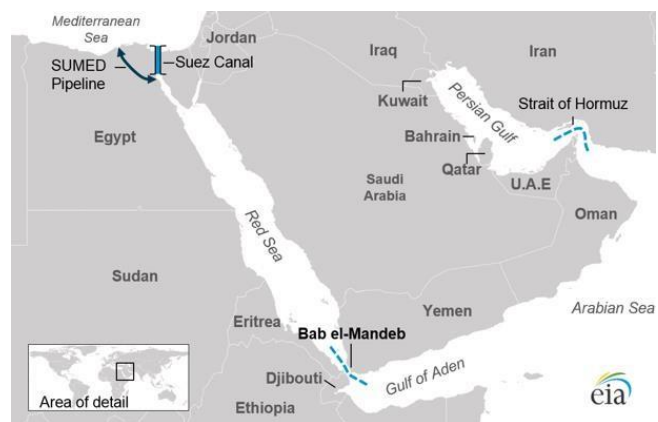 Mediterranean
Sea
SUMED
Pipeline
Suez Canal
Jordan
Iraq
Iran
Kuwait
Persian Gulf
Strait of Hormuz
Egypt
Bahrain
Qatar
Saudi
Arabia
U.A.E
Oman
Red Sea
Sudan
Yemen
Arabian Sea
Eritrea
Bab el-Mandeb
Djibouti
Gulf of Aden
Ethiopia
Area of detail
eia